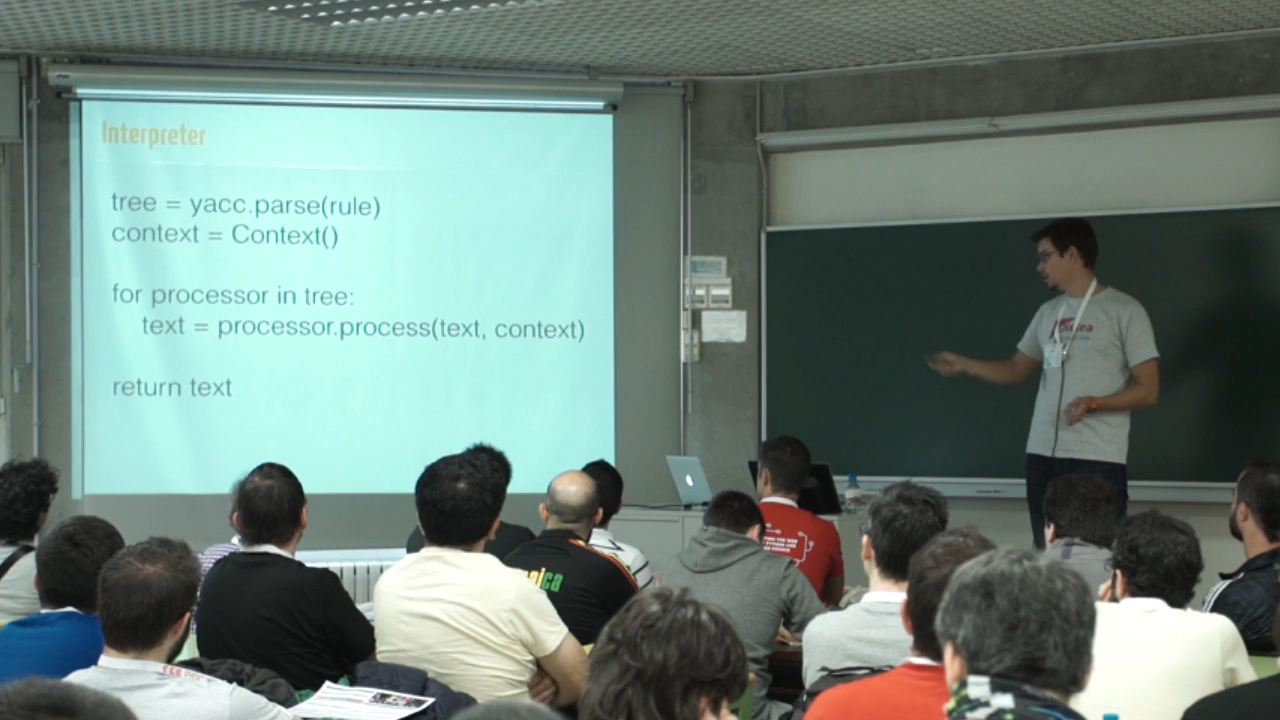 Interpreter
tree = yacc.parse(rule)
context = Context()
for processor in tree:
text = processor.process(text, context)
return text